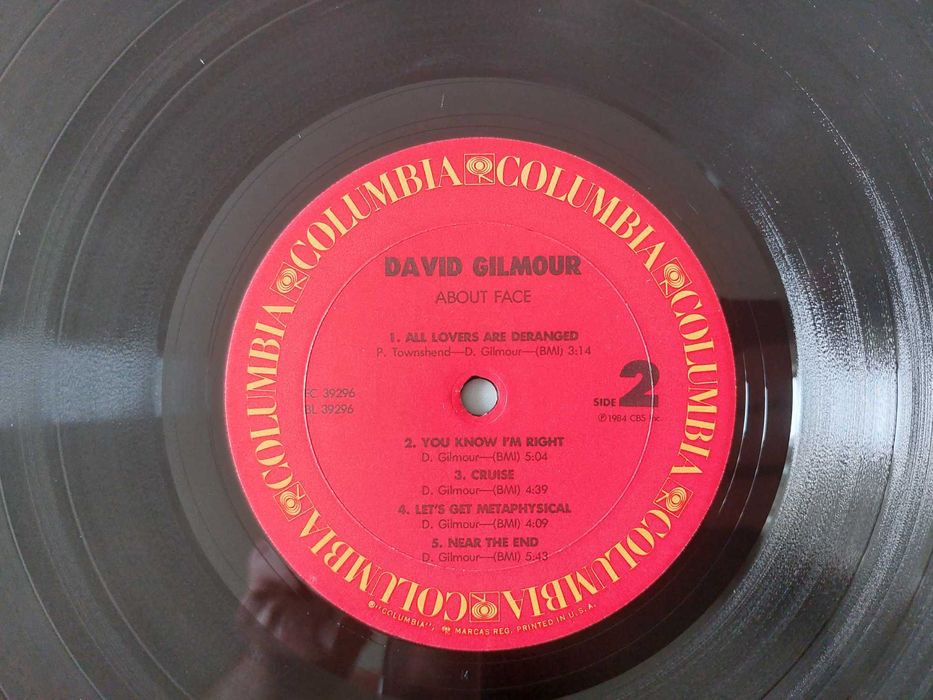 COLUMBIA COLUMBIA COLUMBIA COLUMBIA COLUMBIA COLUMBIA
DAVID GILMOUR
ABOUT FACE
1. ALL LOVERS ARE DERANGED
P. Townshend—D. Gilmour—(BMI) 3:14
FC 39296
BL 39296
SIDE 2
℗ 1984 CBS Inc.
2. YOU KNOW I'M RIGHT
D. Gilmour—(BMI) 5:04
3. CRUISE
D. Gilmour—(BMI) 4:39
4. LET'S GET METAPHYSICAL
D. Gilmour—(BMI) 4:09
5. NEAR THE END
D. Gilmour—(BMI) 5:43
®"COLUMBIA", MARCAS REG. PRINTED IN U.S.A.